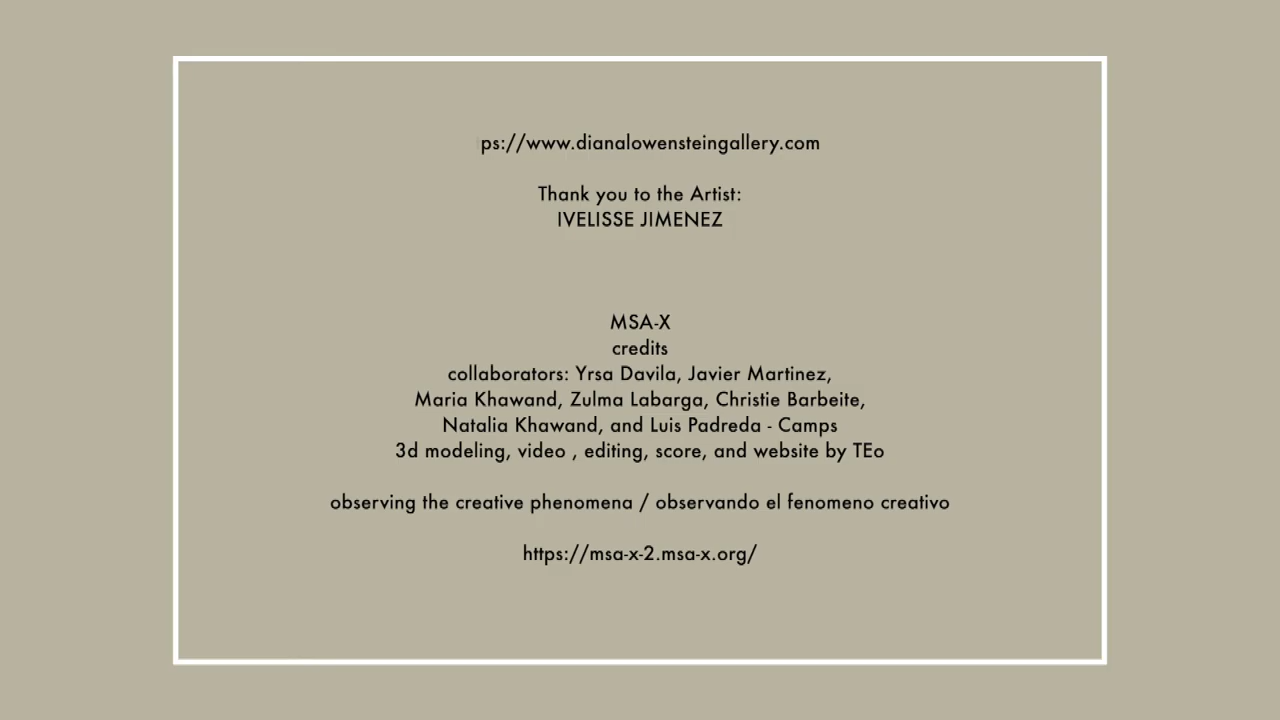 ps://www.dianalowensteingallery.com
Thank you to the Artist:
IVELISSE JIMENEZ
MSA-X
credits
collaborators: Yrsa Davila, Javier Martinez,
Maria Khawand, Zulma Labarga, Christie Barbeite,
Natalia Khawand, and Luis Padreda - Camps
3d modeling, video , editing, score, and website by TEo
observing the creative phenomena / observando el fenomeno creativo
https://msa-x-2.msa-x.org/